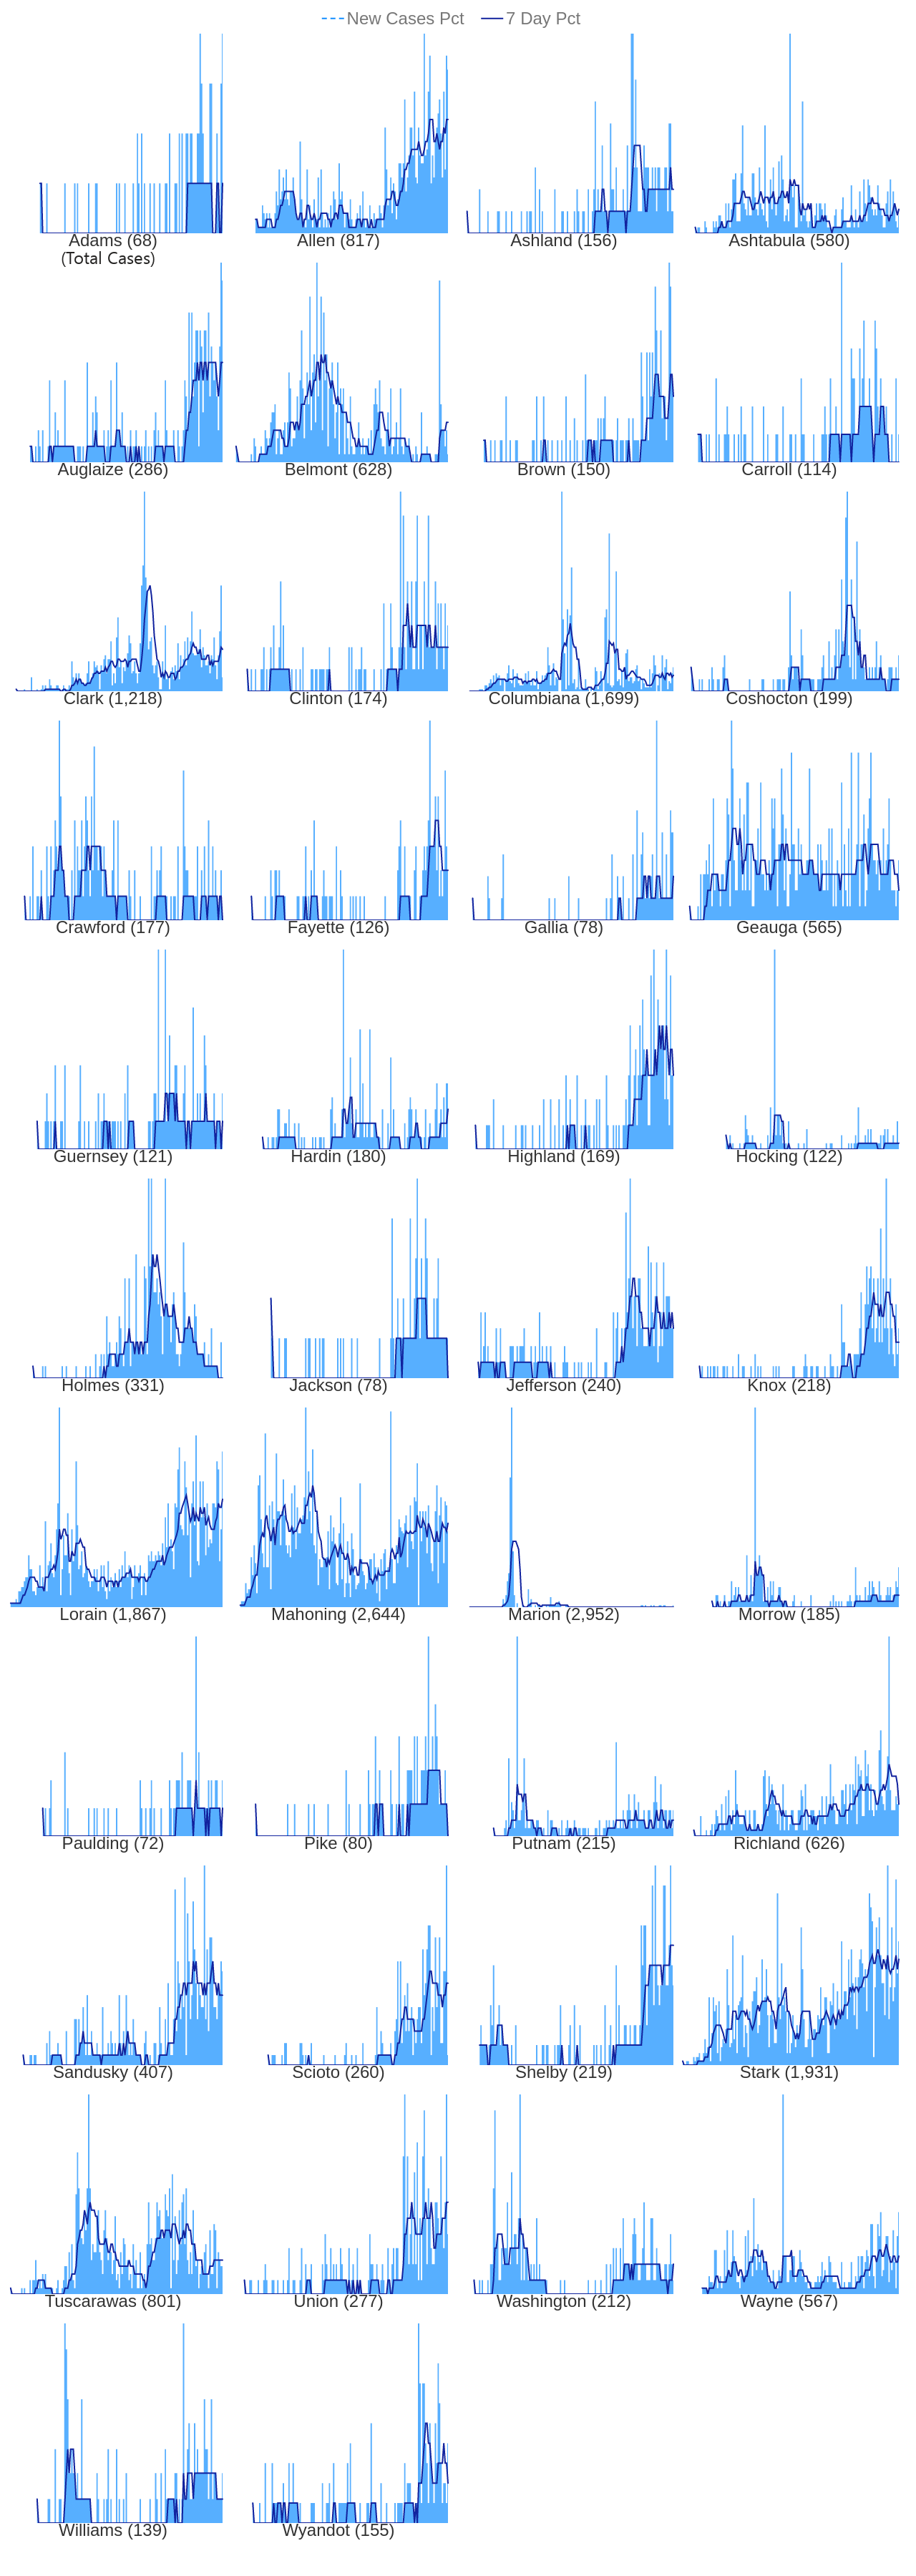 New Cases Pct 7 Day Pct
Adams (68) Allen (817) Ashland (156) Ashtabula (580)
(Total Cases)
Auglaize (286) Belmont (628) Brown (150) Carroll (114)
Clark (1,218) Clinton (174) Columbiana (1,699) Coshocton (199)
Crawford (177) Fayette (126) Gallia (78) Geauga (565)
Guernsey (121) Hardin (180) Highland (169) Hocking (122)
Holmes (331) Jackson (78) Jefferson (240) Knox (218)
Lorain (1,867) Mahoning (2,644) Marion (2,952) Morrow (185)
Paulding (72) Pike (80) Putnam (215) Richland (626)
Sandusky (407) Scioto (260) Shelby (219) Stark (1,931)
Tuscarawas (801) Union (277) Washington (212) Wayne (567)
Williams (139) Wyandot (155)